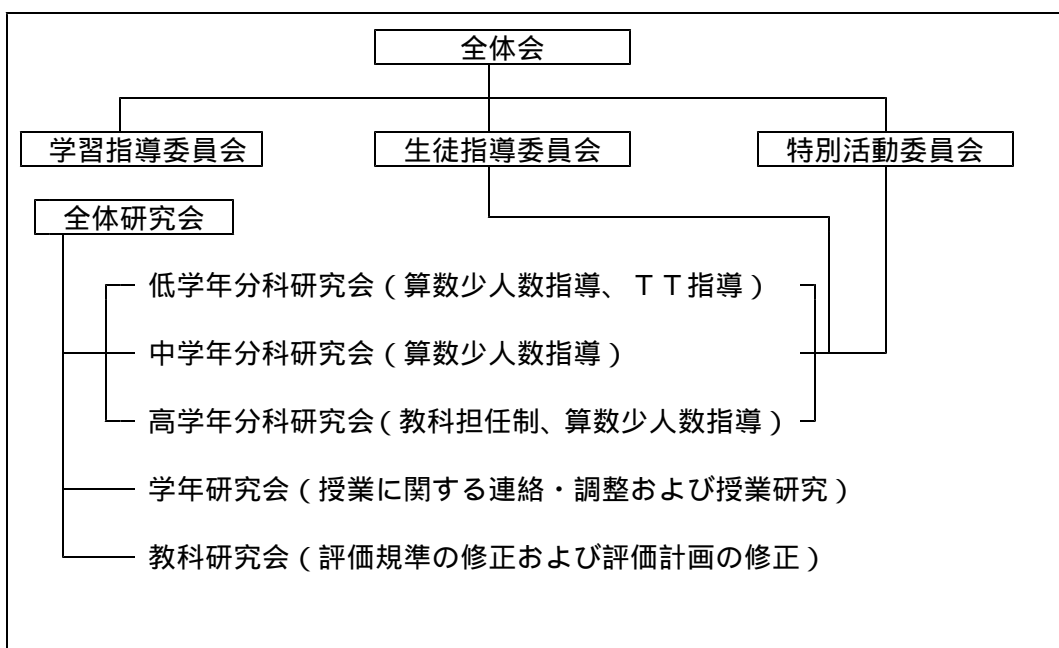 全体会
学習指導委員会
生徒指導委員会
特別活動委員会
全体研究会
低学年分科研究会（算数少人数指導、ＴＴ指導）
中学年分科研究会（算数少人数指導）
高学年分科研究会（教科担任制、算数少人数指導）
学年研究会（授業に関する連絡・調整および授業研究）
教科研究会（評価規準の修正および評価計画の修正）